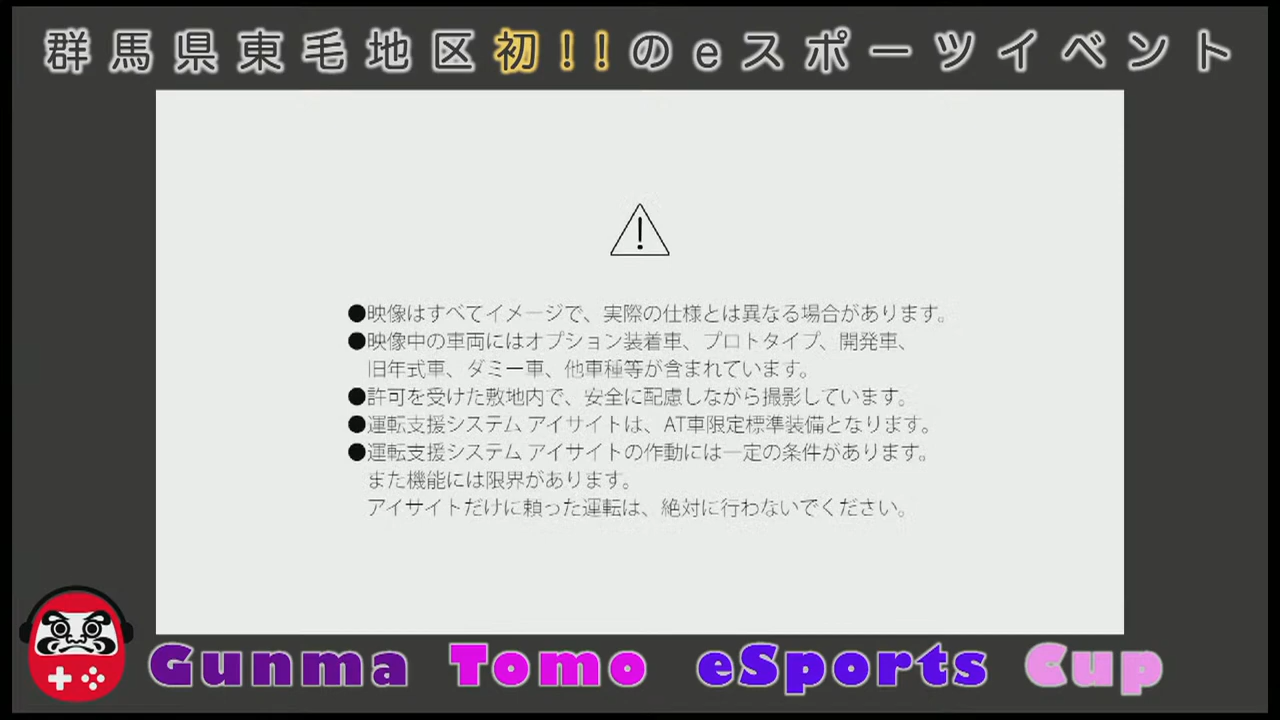 群馬県東毛地区初!!のeスポーツイベント
●映像はすべてイメージで、実際の仕様とは異なる場合があります。
●映像中の車両にはオプション装着車、プロトタイプ、開発車、
旧年式車、ダミー車、他車種等が含まれています。
●許可を受けた敷地内で、安全に配慮しながら撮影しています。
●運転支援システム アイサイトは、AT車限定標準装備となります。
●運転支援システム アイサイトの作動には一定の条件があります。
また機能には限界があります。
アイサイトだけに頼った運転は、絶対に行わないでください。
Gunma Tomo eSports Cup